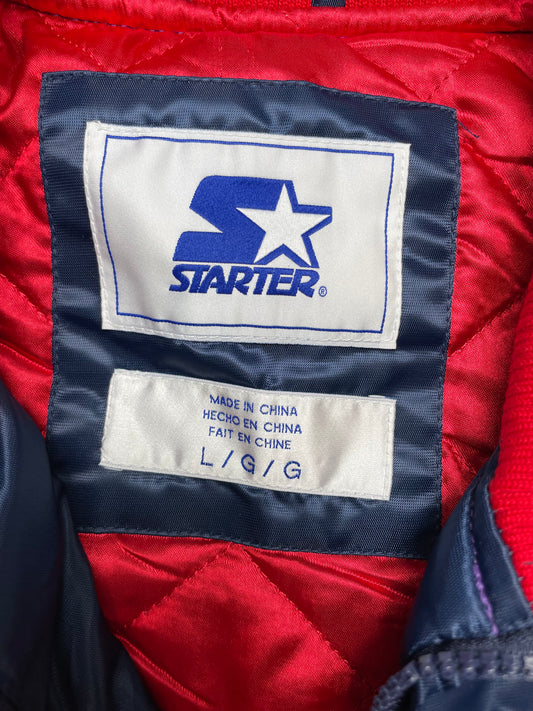 STARTER®
MADE IN CHINA
HECHO EN CHINA
FAIT EN CHINE
L/G/G